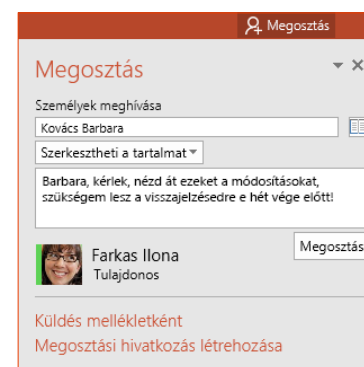 Megosztás
Megosztás
Személyek meghívása
Kovács Barbara
Szerkesztheti a tartalmat
Barbara, kérlek, nézd át ezeket a módosításokat,
szükségem lesz a visszajelzésedre e hét vége előtt!
Megosztás
Farkas Ilona
Tulajdonos
Küldés mellékletként
Megosztási hivatkozás létrehozása